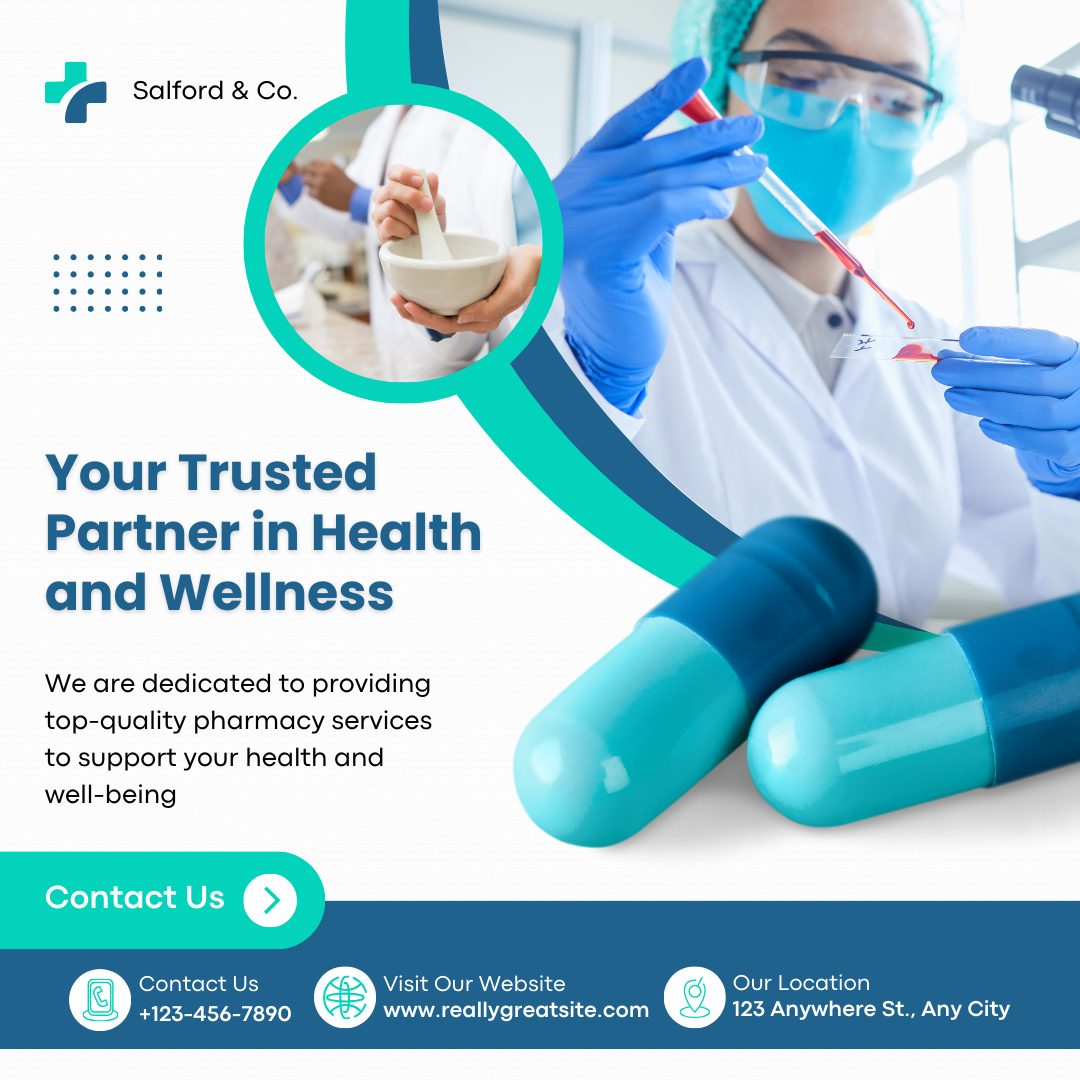 Salford & Co.
Your Trusted
Partner in Health
and Wellness
We are dedicated to providing
top-quality pharmacy services
to support your health and
well-being
Contact Us
Contact Us
+123-456-7890
Visit Our Website
www.reallygreatsite.com
Our Location
123 Anywhere St., Any City